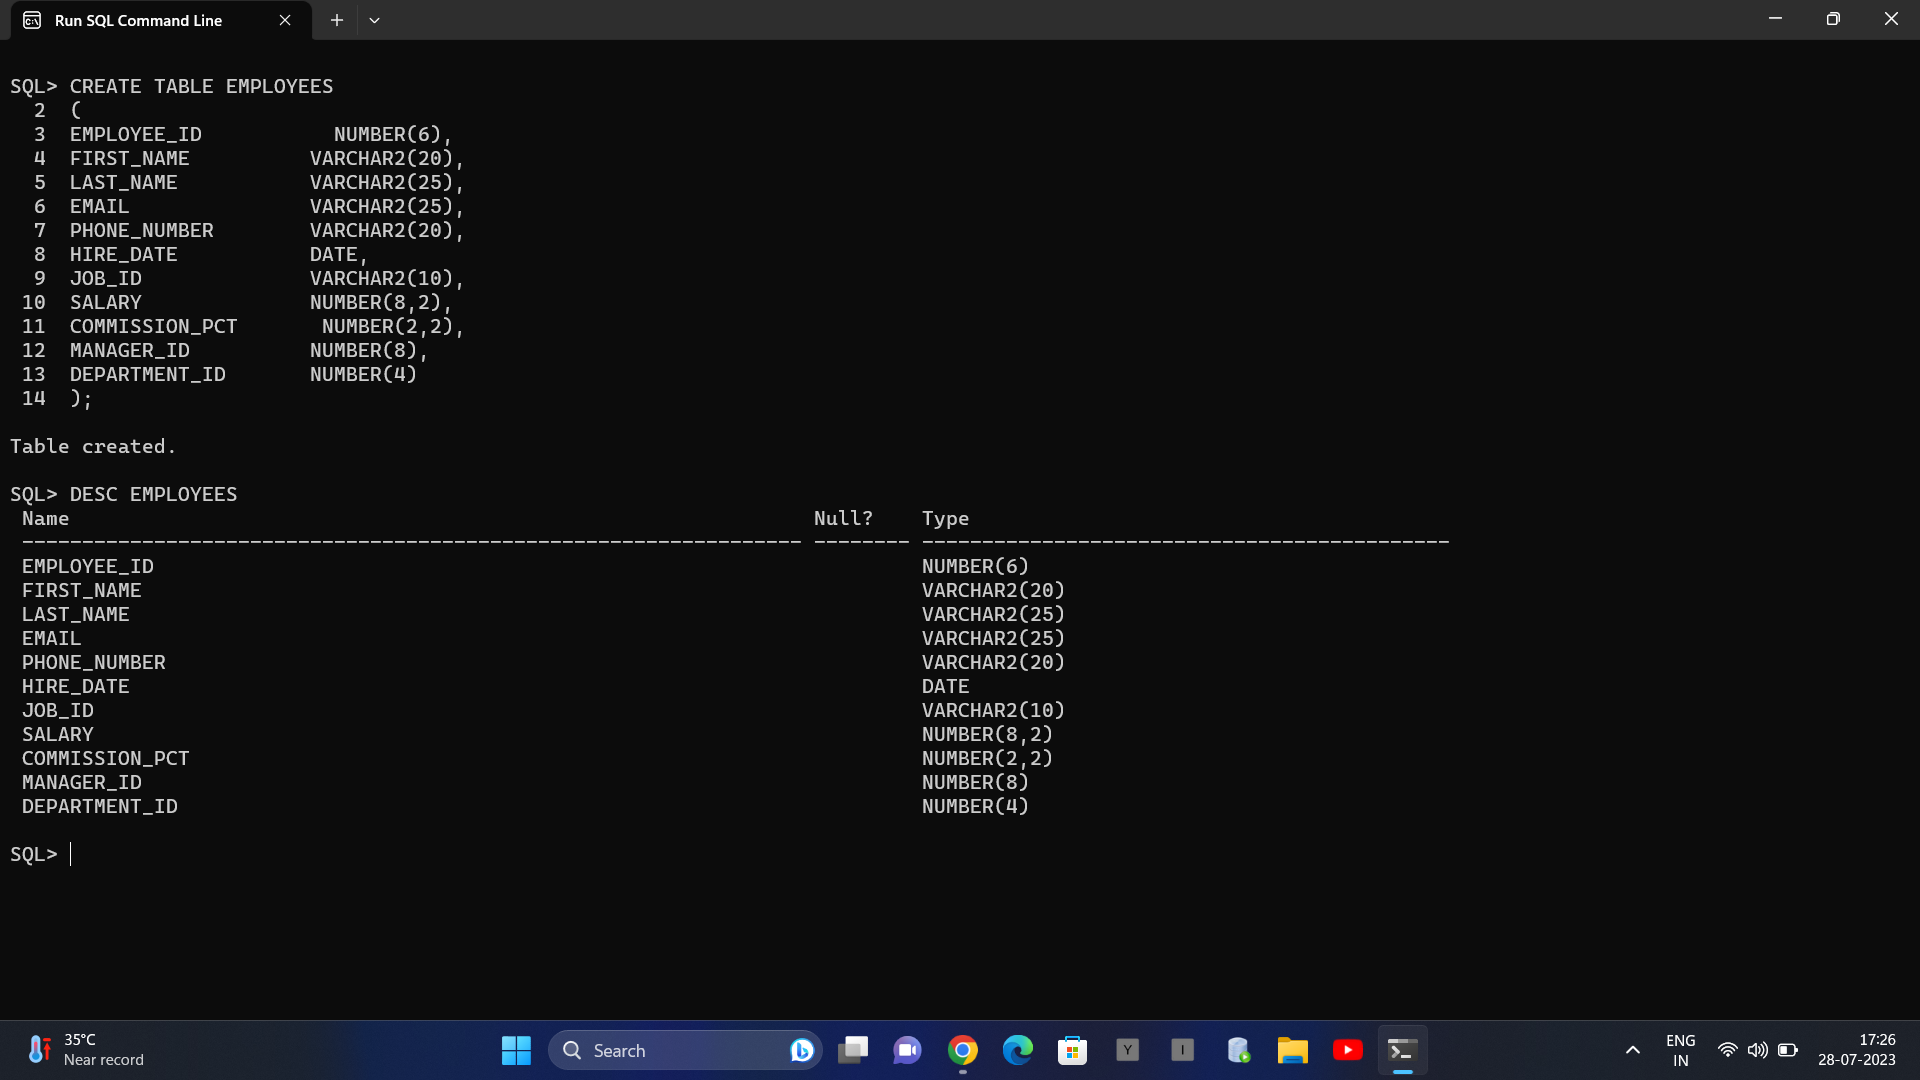 Run SQL Command Line
SQL> CREATE TABLE EMPLOYEES
  2  (
  3  EMPLOYEE_ID           NUMBER(6),
  4  FIRST_NAME          VARCHAR2(20),
  5  LAST_NAME           VARCHAR2(25),
  6  EMAIL               VARCHAR2(25),
  7  PHONE_NUMBER        VARCHAR2(20),
  8  HIRE_DATE           DATE,
  9  JOB_ID              VARCHAR2(10),
 10  SALARY              NUMBER(8,2),
 11  COMMISSION_PCT       NUMBER(2,2),
 12  MANAGER_ID          NUMBER(8),
 13  DEPARTMENT_ID       NUMBER(4)
 14  );
Table created.
SQL> DESC EMPLOYEES
 Name                                                              Null?    Type
 ----------------------------------------------------------------- -------- --------------------------------------------
 EMPLOYEE_ID                                                                NUMBER(6)
 FIRST_NAME                                                                 VARCHAR2(20)
 LAST_NAME                                                                  VARCHAR2(25)
 EMAIL                                                                      VARCHAR2(25)
 PHONE_NUMBER                                                               VARCHAR2(20)
 HIRE_DATE                                                                  DATE
 JOB_ID                                                                     VARCHAR2(10)
 SALARY                                                                     NUMBER(8,2)
 COMMISSION_PCT                                                             NUMBER(2,2)
 MANAGER_ID                                                                 NUMBER(8)
 DEPARTMENT_ID                                                              NUMBER(4)
SQL>
35°C
Near record
Search
Y
I
ENG
IN
17:26
28-07-2023